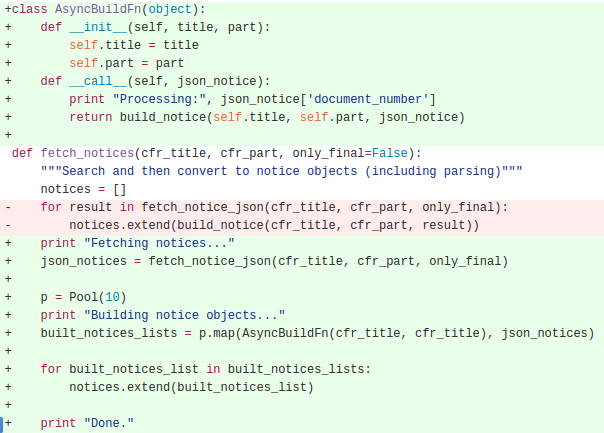 +class AsyncBuildFn(object):
+    def __init__(self, title, part):
+        self.title = title
+        self.part = part
+    def __call__(self, json_notice):
+        print "Processing:", json_notice['document_number']
+        return build_notice(self.title, self.part, json_notice)
+
 def fetch_notices(cfr_title, cfr_part, only_final=False):
     """Search and then convert to notice objects (including parsing)"""
     notices = []
-    for result in fetch_notice_json(cfr_title, cfr_part, only_final):
-        notices.extend(build_notice(cfr_title, cfr_part, result))
+    print "Fetching notices..."
+    json_notices = fetch_notice_json(cfr_title, cfr_part, only_final)
+
+    p = Pool(10)
+    print "Building notice objects..."
+    built_notices_lists = p.map(AsyncBuildFn(cfr_title, cfr_title), json_notices)
+
+    for built_notices_list in built_notices_lists:
+        notices.extend(built_notices_list)
+
+    print "Done."